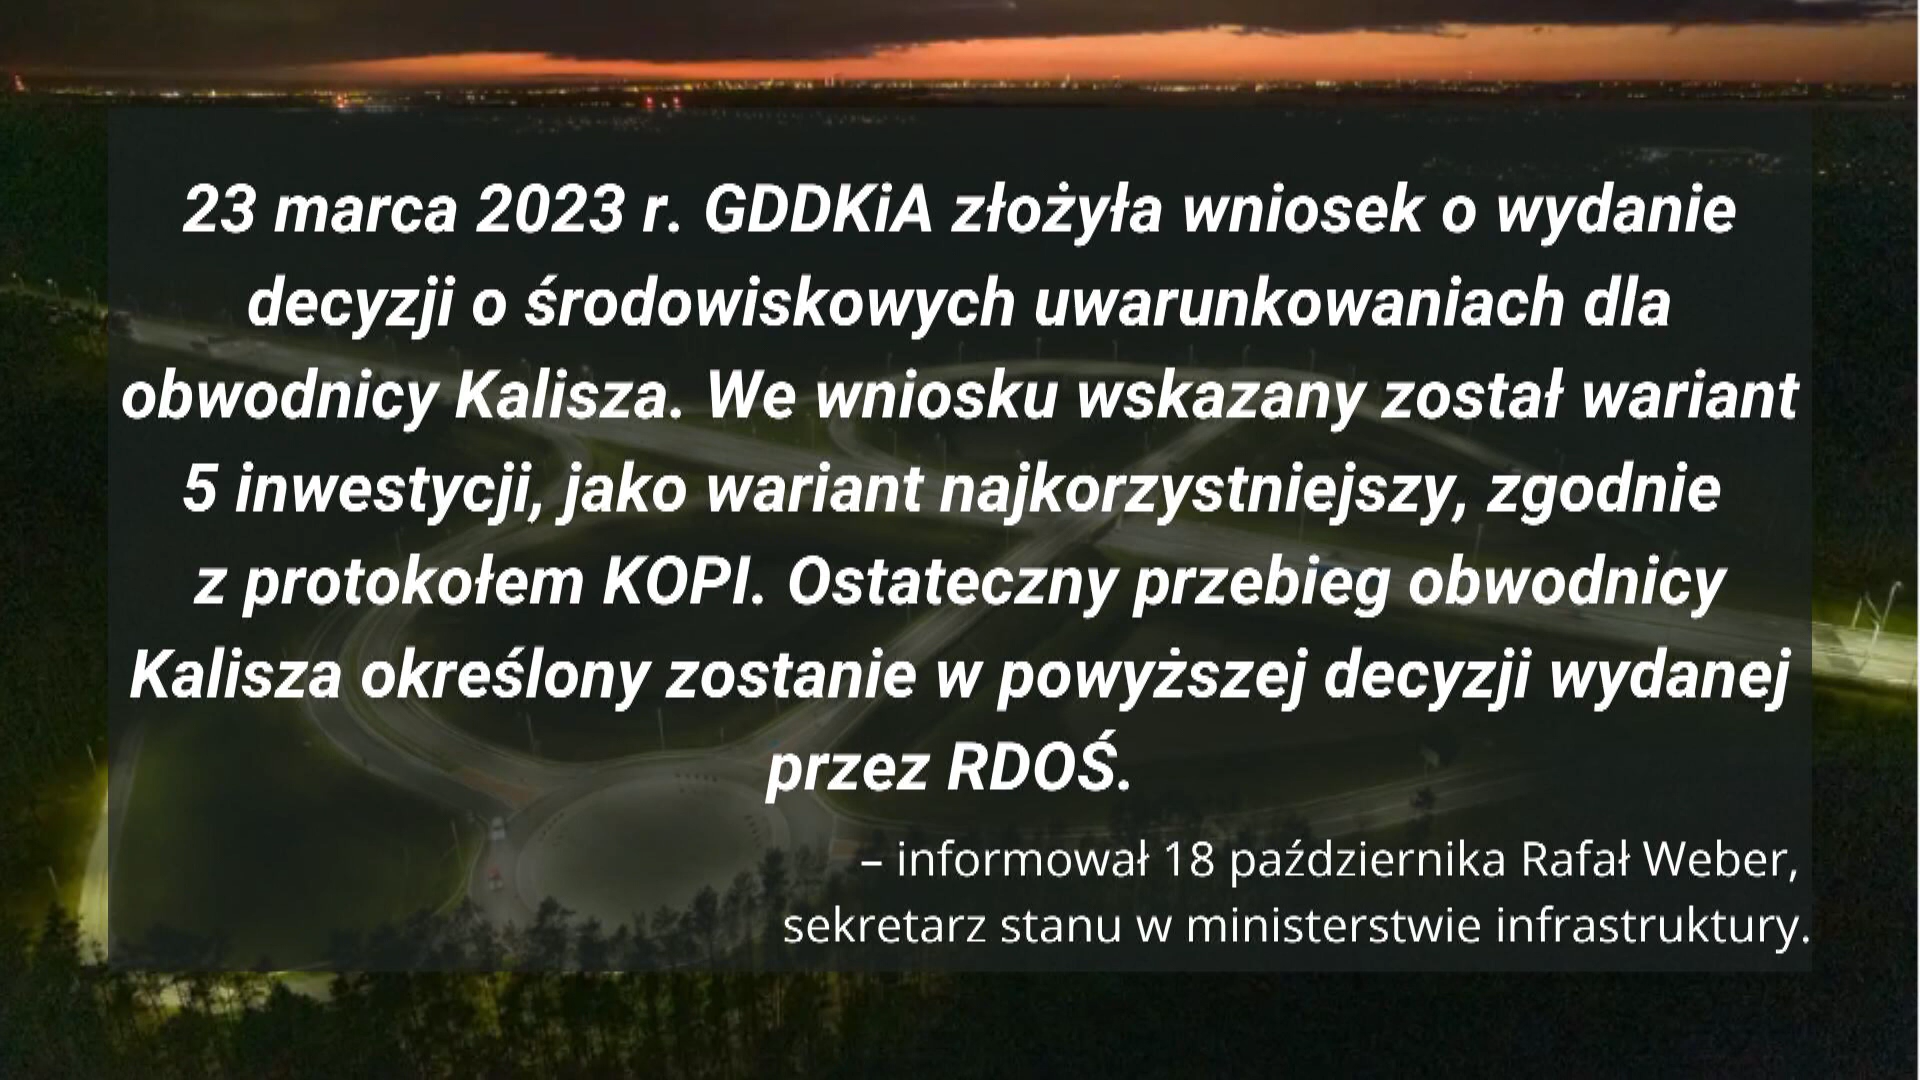 23 marca 2023 r. GDDKiA złożyła wniosek o wydanie
decyzji o środowiskowych uwarunkowaniach dla
obwodnicy Kalisza. We wniosku wskazany został wariant
5 inwestycji, jako wariant najkorzystniejszy, zgodnie
z protokołem KOPI. Ostateczny przebieg obwodnicy
Kalisza określony zostanie w powyższej decyzji wydanej
przez RDOŚ.
– informował 18 października Rafał Weber,
sekretarz stanu w ministerstwie infrastruktury.